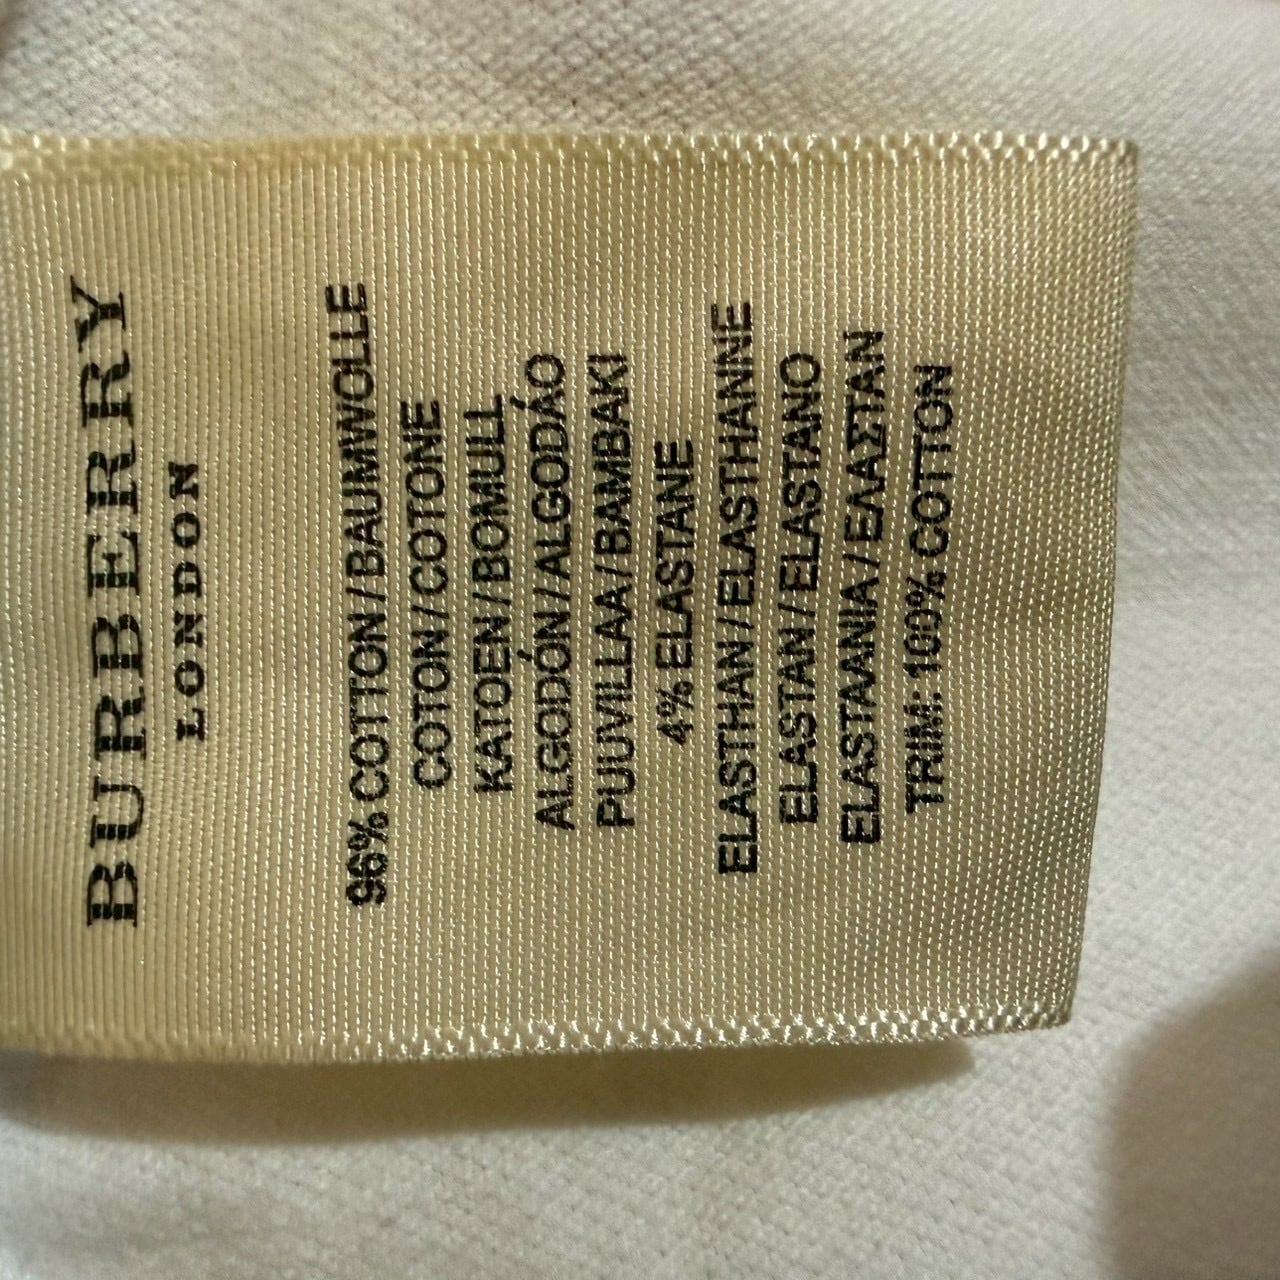 BURBERRY
LONDON
96% COTTON / BAUMWOLLE
COTON / COTONE
KATOEN / BOMULL
ALGODÓN / ALGODÁO
PUUVILLAA / BAMBAKI
4% ELASTANE
ELASTHAN / ELASTHANNE
ELASTAN / ELASTANO
ELASTAANIA / ΕΛΑΣΤΑΝ
TRIM: 100% COTTON